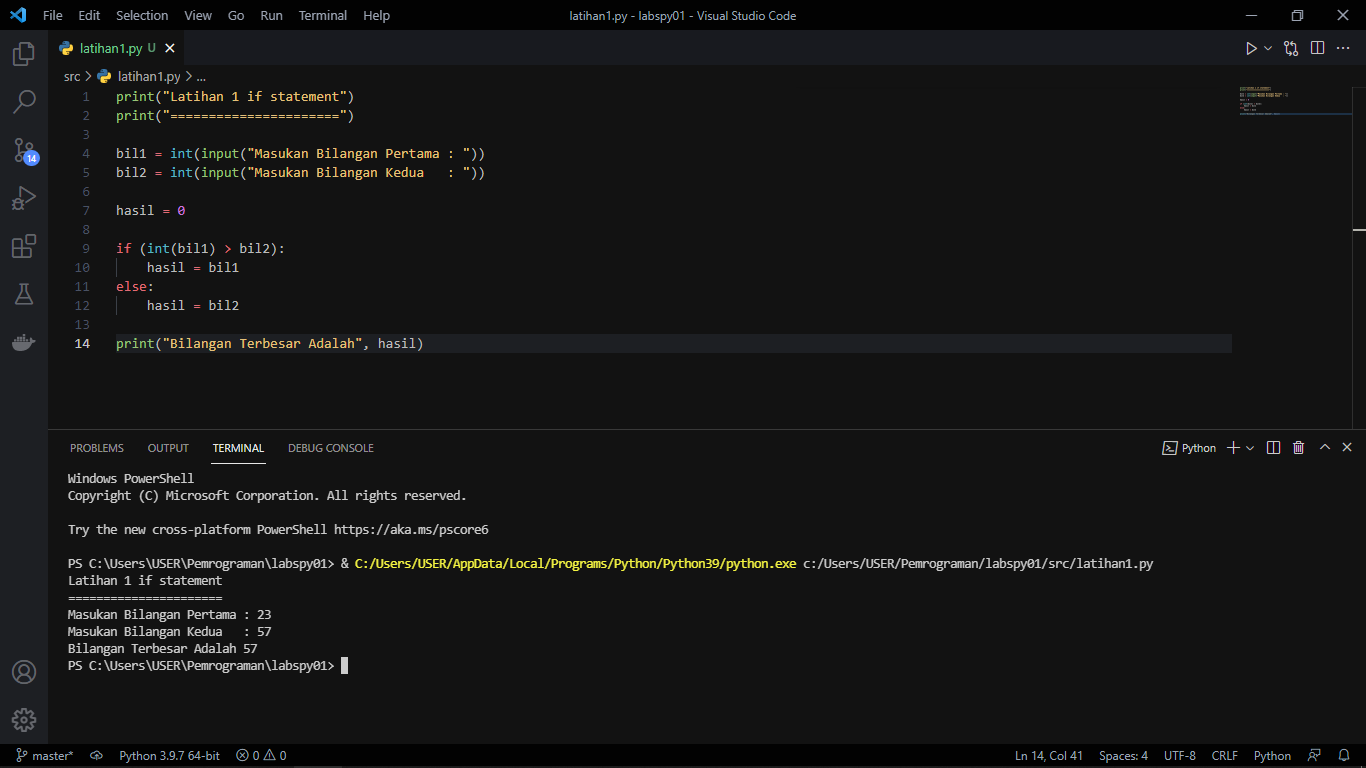 File Edit Selection View Go Run Terminal Help latihan1.py - labspy01 - Visual Studio Code
latihan1.py U
src > latihan1.py > ...
1 print("Latihan 1 if statement")
2 print("======================")
3
4 bil1 = int(input("Masukan Bilangan Pertama : "))
5 bil2 = int(input("Masukan Bilangan Kedua   : "))
6
7 hasil = 0
8
9 if (int(bil1) > bil2):
10     hasil = bil1
11 else:
12     hasil = bil2
13
14 print("Bilangan Terbesar Adalah", hasil)
14
PROBLEMS OUTPUT TERMINAL DEBUG CONSOLE Python
Windows PowerShell
Copyright (C) Microsoft Corporation. All rights reserved.
Try the new cross-platform PowerShell https://aka.ms/pscore6
PS C:\Users\USER\Pemrograman\labspy01> & C:/Users/USER/AppData/Local/Programs/Python/Python39/python.exe c:/Users/USER/Pemrograman/labspy01/src/latihan1.py
Latihan 1 if statement
======================
Masukan Bilangan Pertama : 23
Masukan Bilangan Kedua   : 57
Bilangan Terbesar Adalah 57
PS C:\Users\USER\Pemrograman\labspy01>
master* Python 3.9.7 64-bit 0 0 Ln 14, Col 41 Spaces: 4 UTF-8 CRLF Python